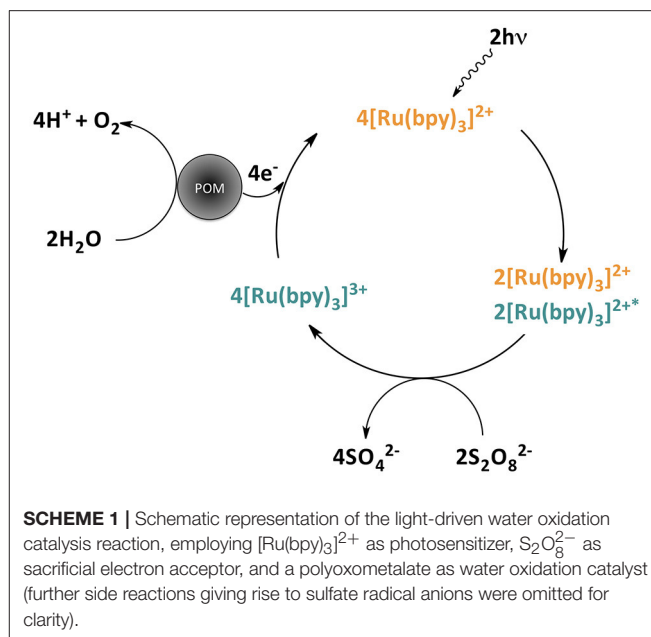 2hν
4H⁺ + O₂
4[Ru(bpy)₃]²⁺
4e⁻
POM
2H₂O
2[Ru(bpy)₃]²⁺
4[Ru(bpy)₃]³⁺
2[Ru(bpy)₃]²⁺*
4SO₄²⁻
2S₂O₈²⁻
SCHEME 1 | Schematic representation of the light-driven water oxidation
catalysis reaction, employing [Ru(bpy)₃]²⁺ as photosensitizer, S₂O₈²⁻ as
sacrificial electron acceptor, and a polyoxometalate as water oxidation catalyst
(further side reactions giving rise to sulfate radical anions were omitted for
clarity).